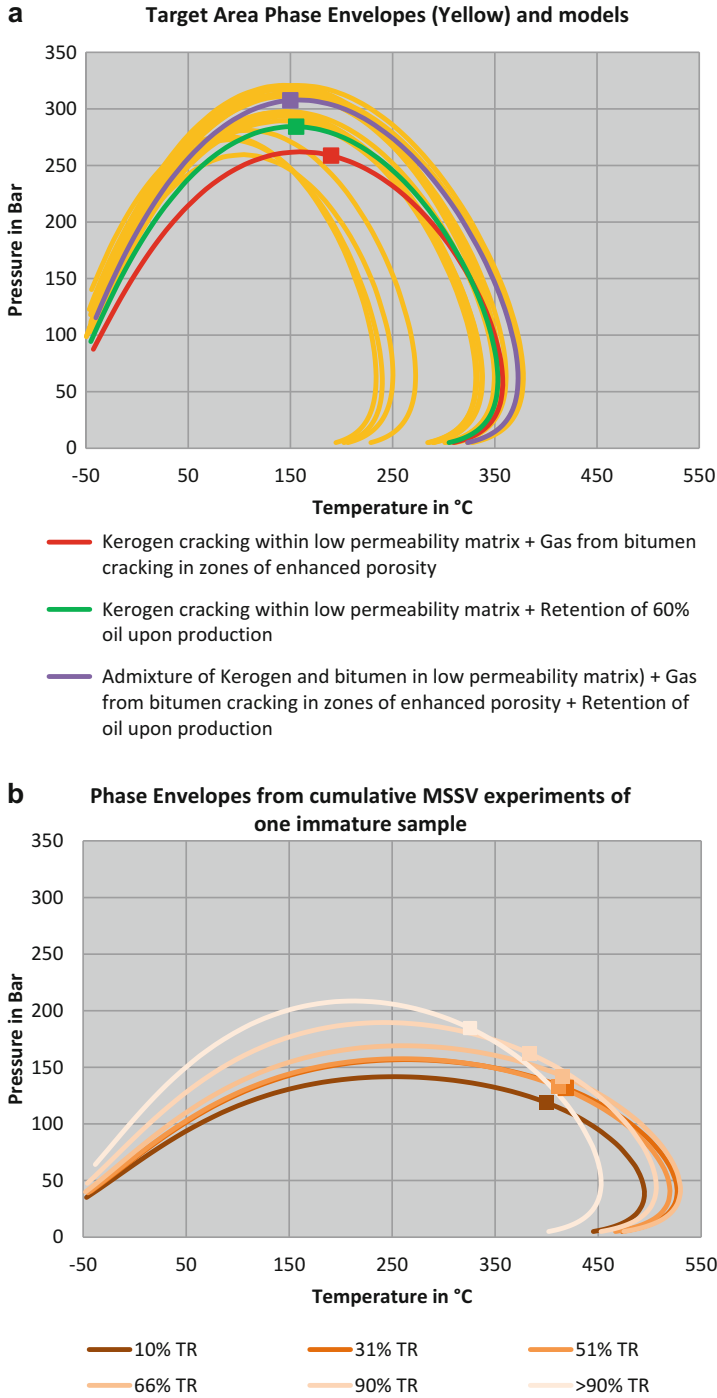 a
Target Area Phase Envelopes (Yellow) and models
350
300
250
200
150
100
50
0
Pressure in Bar
-50 50 150 250 350 450 550
Temperature in °C
Kerogen cracking within low permeability matrix + Gas from bitumen
cracking in zones of enhanced porosity
Kerogen cracking within low permeability matrix + Retention of 60%
oil upon production
Admixture of Kerogen and bitumen in low permeability matrix) + Gas
from bitumen cracking in zones of enhanced porosity + Retention of
oil upon production
b
Phase Envelopes from cumulative MSSV experiments of
one immature sample
350
300
250
200
150
100
50
0
Pressure in Bar
-50 50 150 250 350 450 550
Temperature in °C
10% TR 31% TR 51% TR
66% TR 90% TR >90% TR